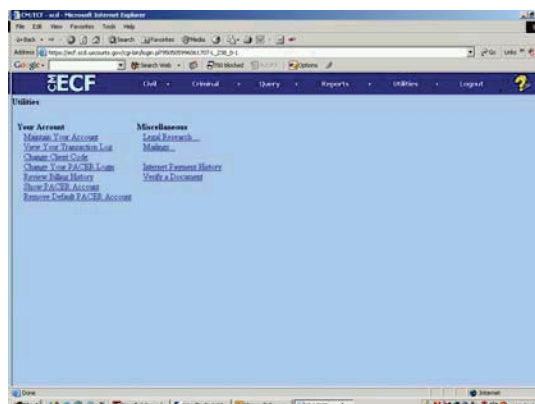 CM/ECF - scd - Microsoft Internet Explorer
File Edit View Favorites Tools Help
Back Search Favorites Media
Address Go Links
Google Search Web blocked Options
CM ECF Civil Criminal Query Reports Utilities Logout ?
Utilities
Your Account Miscellaneous
Maintain Your Account Legal Research...
View Your Transaction Log Mailings...
Change Client Code
Change Your PACER Login Internet Payment History
Review Billing History Verify a Document
Show PACER Account
Remove Default PACER Account
Done Internet